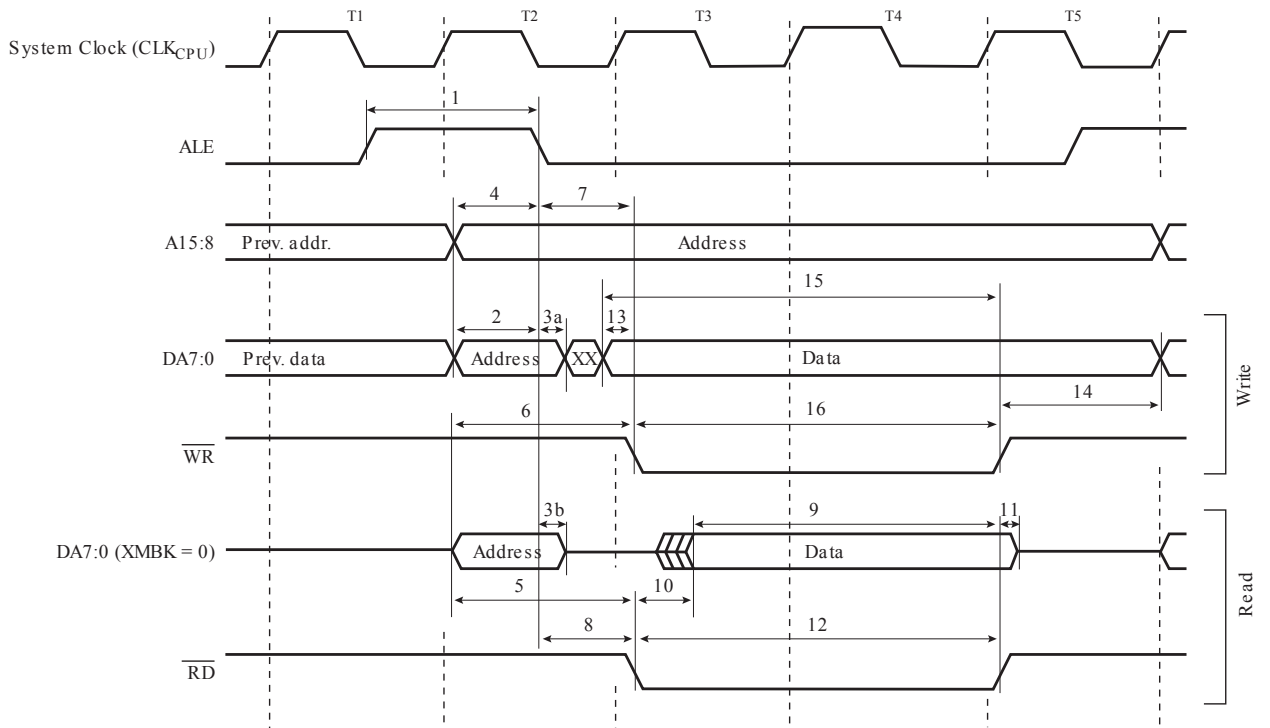 T1 T2 T3 T4 T5
System Clock (CLKCPU)
1
ALE
4 7
A15:8 Prev. addr. Address
15
2 3a 13
DA7:0 Prev. data Address XX Data
14
Write
6 16
WR
3b 9 11
DA7:0 (XMBK = 0) Address Data
5 10
Read
8 12
RD